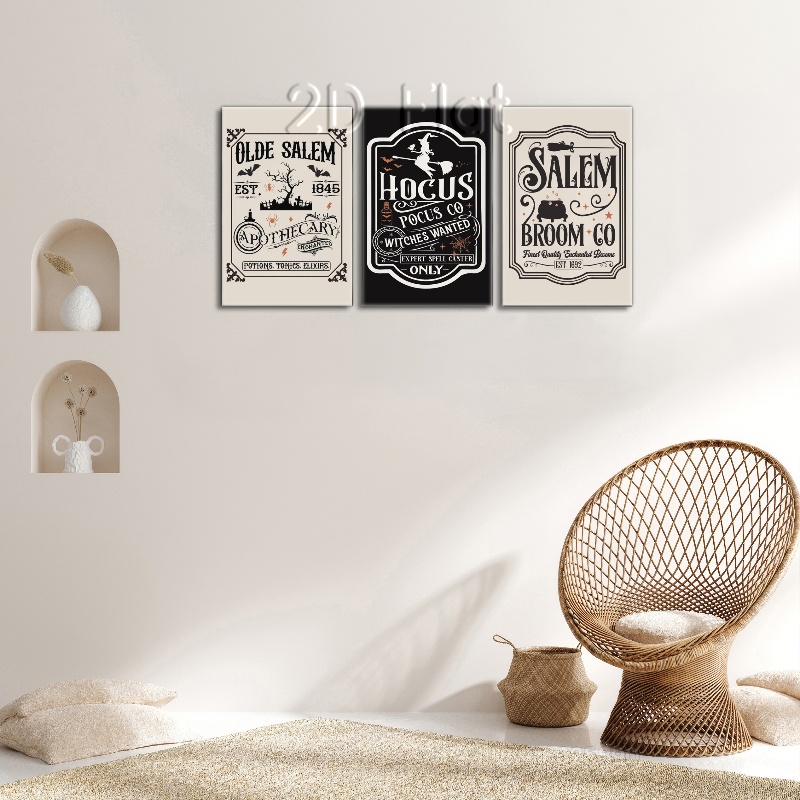 2D Flat
OLDE SALEM
EST. 1845
APOTHECARY
ENCHANTED
POTIONS, TONICS, ELIXIRS
HOCUS
POCUS CO
WITCHES WANTED
EXPERT SPELL CASTER
ONLY
SALEM
BROOM CO
Finest Quality Enchanted Brooms
EST 1692